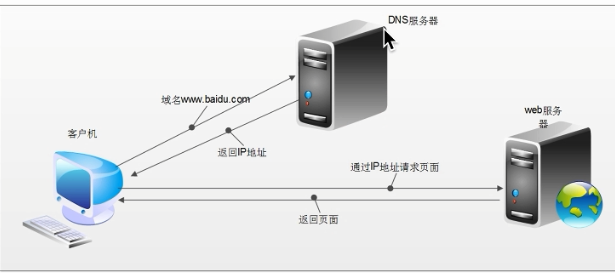 DNS服务器
域名www.baidu.com
web服务
器
客户机
返回IP地址
通过IP地址请求页面
返回页面